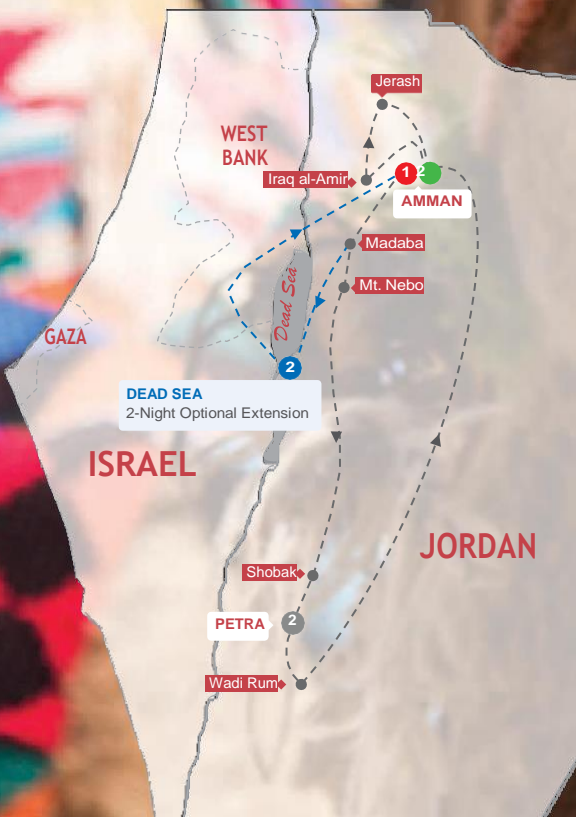 Jerash
WEST
BANK
Iraq al-Amir
1
2
AMMAN
Madaba
Mt. Nebo
Dead Sea
GAZA
2
DEAD SEA
2-Night Optional Extension
ISRAEL
JORDAN
Shobak
PETRA
2
Wadi Rum